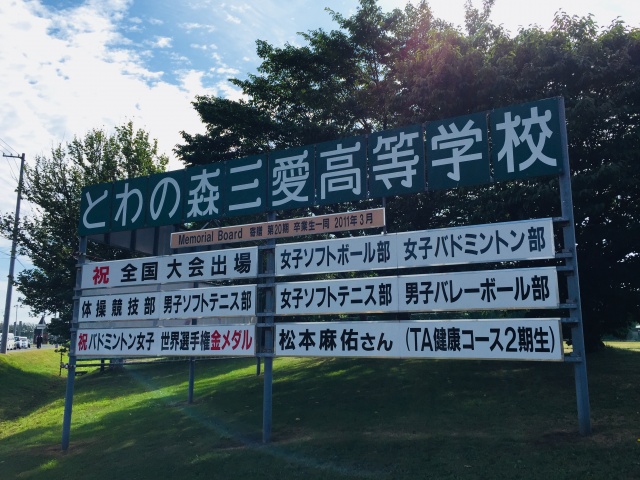 とわの森三愛高等学校
Memorial Board 寄贈 第20期 卒業生一同 2011年3月
祝 全国大会出場
女子ソフトボール部 女子バドミントン部
体操競技部 男子ソフトテニス部
女子ソフトテニス部 男子バレーボール部
祝バドミントン女子 世界選手権金メダル
松本麻佑さん (TA健康コース2期生)